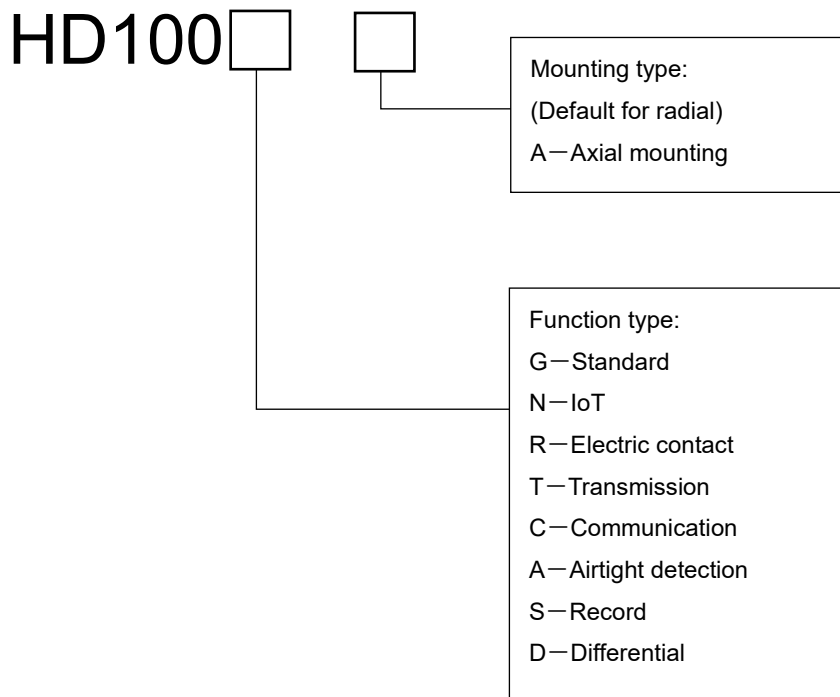 HD100
Mounting type:
(Default for radial)
A—Axial mounting
Function type:
G—Standard
N—IoT
R—Electric contact
T—Transmission
C—Communication
A—Airtight detection
S—Record
D—Differential